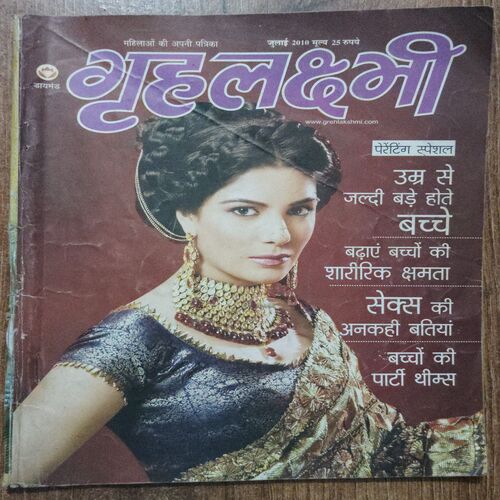 महिलाओं की अपनी पत्रिका
जुलाई 2010 मूल्य 25 रुपये
डायमंड
गृहलक्ष्मी
www.grehlakshmi.com
पेरेंटिंग स्पेशल
उम्र से
जल्दी बड़े होते
बच्चे
बढ़ाएं बच्चों की
शारीरिक क्षमता
सेक्स की
अनकही बतियां
बच्चों की
पार्टी थीम्स